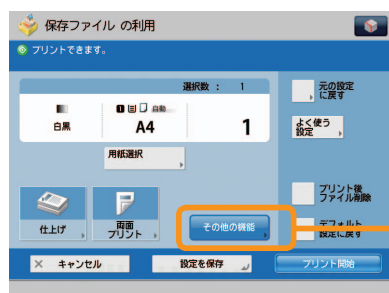 保存ファイル の利用
プリントできます。
選択数 : 1
元の設定
に戻す
1 自動
白黒
A4
1
よく使う
設定
用紙選択
プリント後
ファイル削除
仕上げ
両面
プリント
その他の機能
デフォルト
設定に戻す
× キャンセル
設定を保存
プリント開始